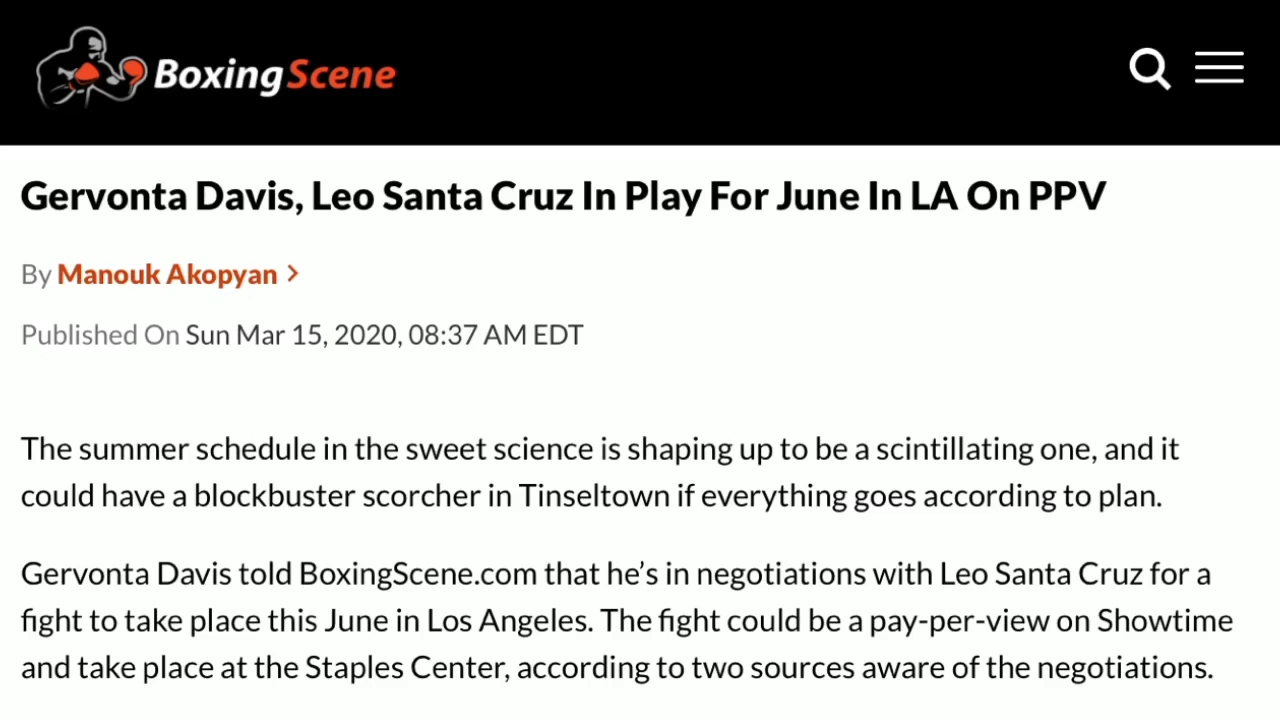 BoxingScene
Gervonta Davis, Leo Santa Cruz In Play For June In LA On PPV
By Manouk Akopyan >
Published On Sun Mar 15, 2020, 08:37 AM EDT
The summer schedule in the sweet science is shaping up to be a scintillating one, and it
could have a blockbuster scorcher in Tinseltown if everything goes according to plan.
Gervonta Davis told BoxingScene.com that he’s in negotiations with Leo Santa Cruz for a
fight to take place this June in Los Angeles. The fight could be a pay-per-view on Showtime
and take place at the Staples Center, according to two sources aware of the negotiations.